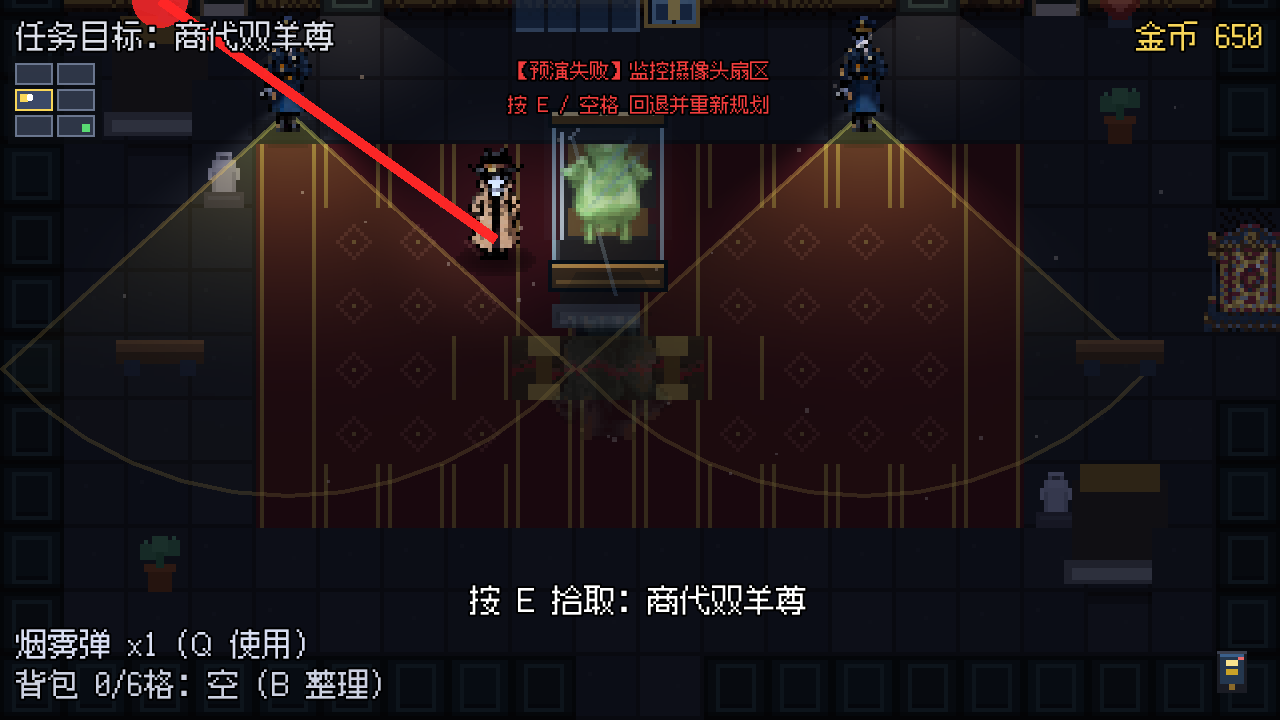 任务目标：商代双羊尊
金币 650
【预演失败】监控摄像头扇区
按 E / 空格 回退并重新规划
按 E 拾取：商代双羊尊
烟雾弹 x1（Q 使用）
背包 0/6格：空（B 整理）